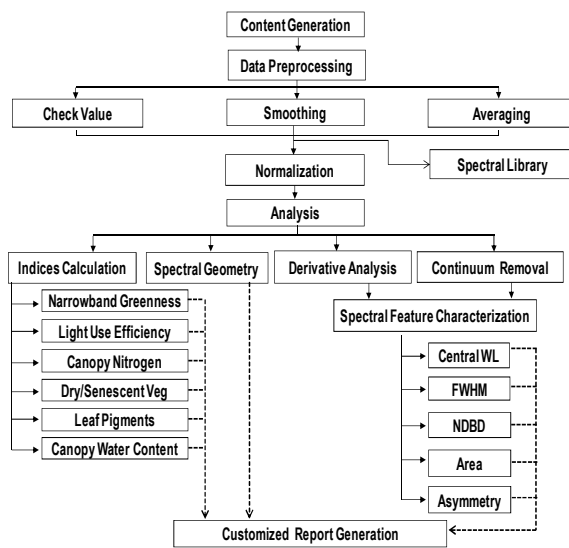 Content Generation
Data Preprocessing
Check Value
Smoothing
Averaging
Spectral Library
Normalization
Analysis
Indices Calculation
Spectral Geometry
Derivative Analysis
Continuum Removal
Narrowband Greenness
Light Use Efficiency
Canopy Nitrogen
Dry/Senescent Veg
Leaf Pigments
Canopy Water Content
Spectral Feature Characterization
Central WL
FWHM
NDBD
Area
Asymmetry
Customized Report Generation